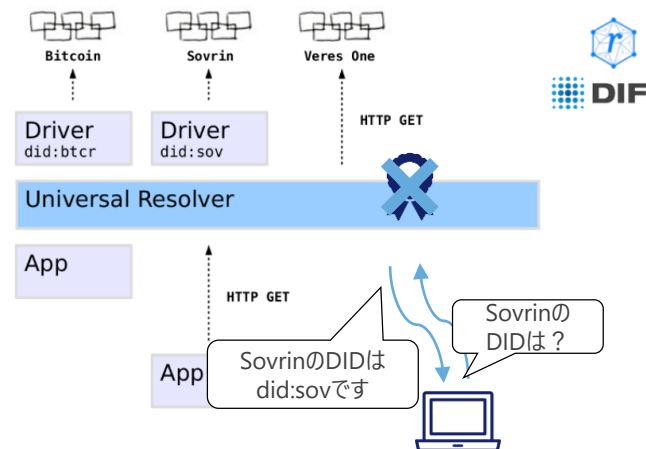 Bitcoin
Sovrin
Veres One
r
DIF
HTTP GET
Driver
did:btcr
Driver
did:sov
Universal Resolver
App
HTTP GET
Sovrinの
DIDは？
SovrinのDIDは
did:sovです
App